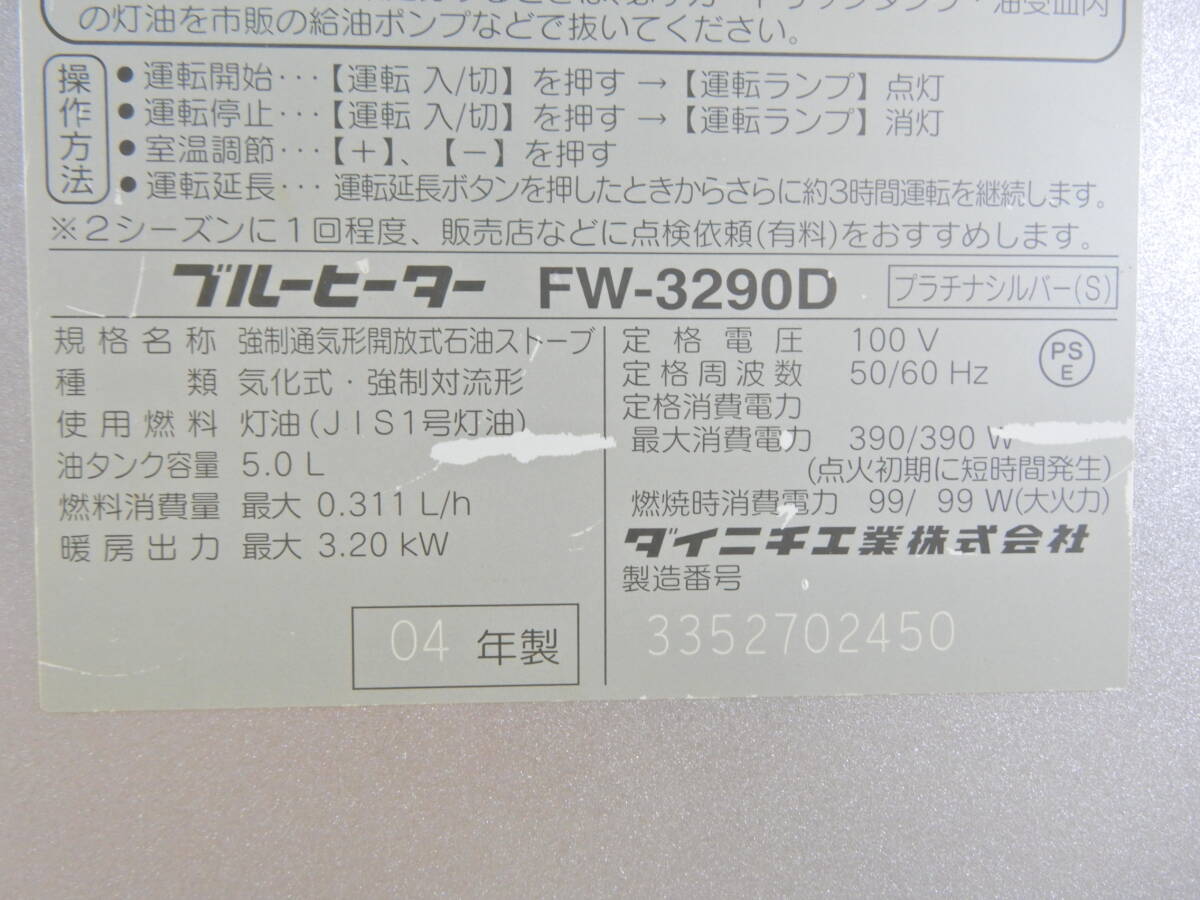 の灯油を市販の給油ポンプなどで抜いてください。
操作方法
●運転開始･･･【運転 入/切】を押す → 【運転ランプ】点灯
●運転停止･･･【運転 入/切】を押す → 【運転ランプ】消灯
●室温調節･･･【＋】、【－】を押す
●運転延長･･･ 運転延長ボタンを押したときからさらに約3時間運転を継続します。
※2シーズンに1回程度、販売店などに点検依頼(有料)をおすすめします。
ブルーヒーター FW-3290D プラチナシルバー(S)
規格名称 強制通気形開放式石油ストーブ
種類 気化式・強制対流形
使用燃料 灯油(JIS1号灯油)
油タンク容量 5.0 L
燃料消費量 最大 0.311 L/h
暖房出力 最大 3.20 kW
04 年製
定格電圧 100 V
定格周波数 50/60 Hz
PS E
定格消費電力
最大消費電力 390/390 W
(点火初期に短時間発生)
燃焼時消費電力 99/ 99 W(大火力)
ダイニチ工業株式会社
製造番号
3352702450